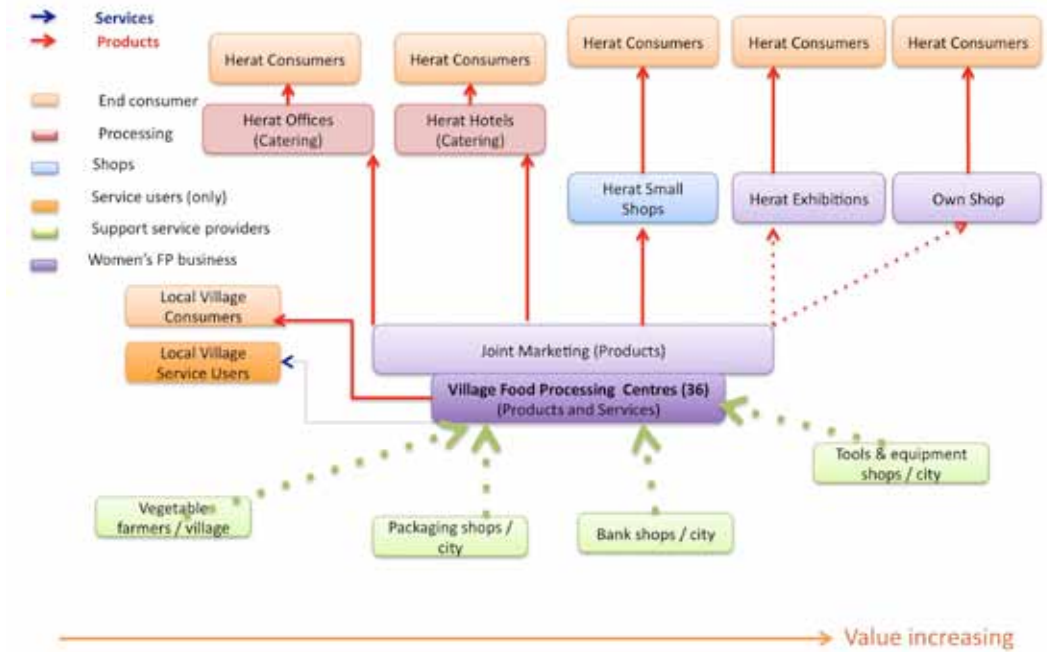 Services
Products
End consumer
Processing
Shops
Service users (only)
Support service providers
Women's FP business
Herat Consumers
Herat Consumers
Herat Consumers
Herat Consumers
Herat Consumers
Herat Offices
(Catering)
Herat Hotels
(Catering)
Herat Small
Shops
Herat Exhibitions
Own Shop
Local Village
Consumers
Local Village
Service Users
Joint Marketing (Products)
Village Food Processing Centres (36)
(Products and Services)
Tools & equipment
shops / city
Vegetable
farmers / village
Packaging shops /
city
Bank shops / city
Value increasing